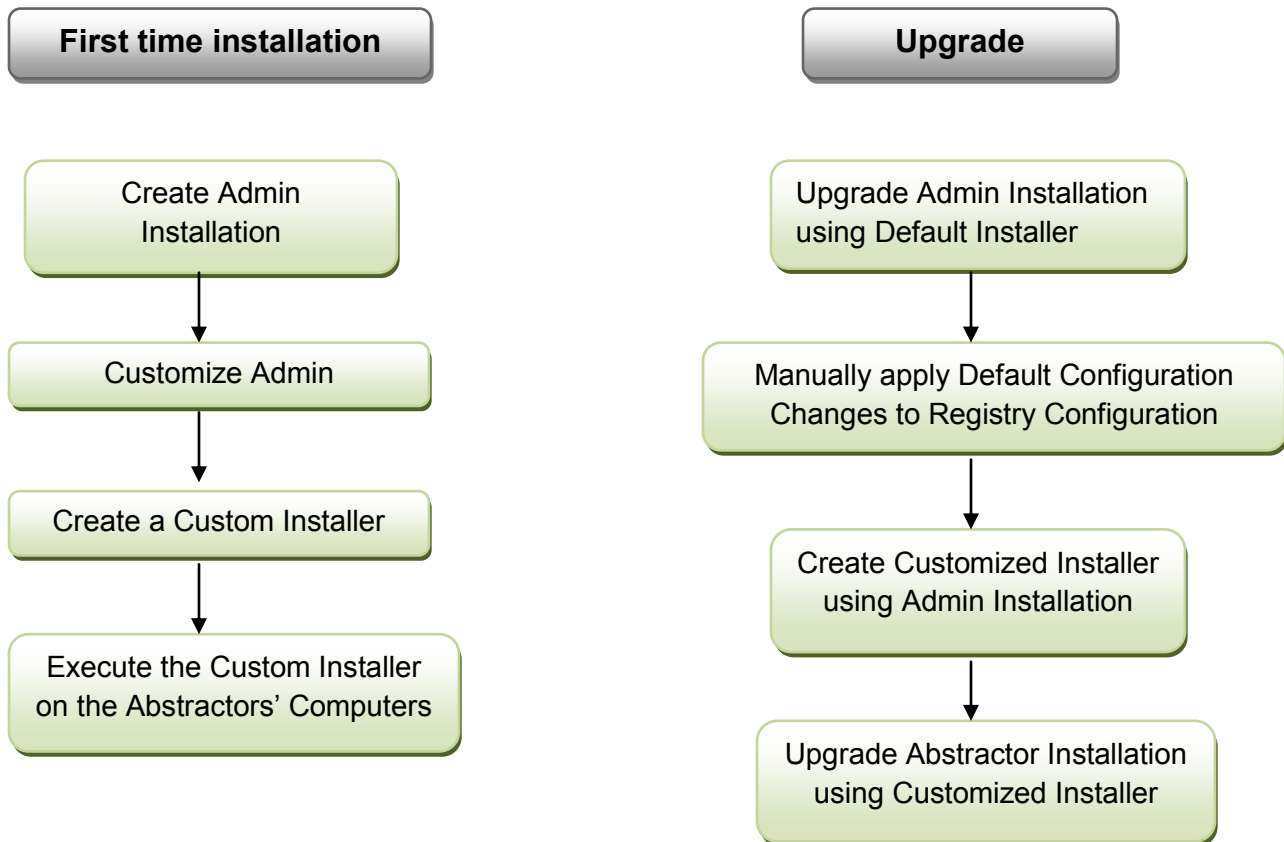 First time installation
Create Admin
Installation
Customize Admin
Create a Custom Installer
Execute the Custom Installer
on the Abstractors’ Computers
Upgrade
Upgrade Admin Installation
using Default Installer
Manually apply Default Configuration
Changes to Registry Configuration
Create Customized Installer
using Admin Installation
Upgrade Abstractor Installation
using Customized Installer